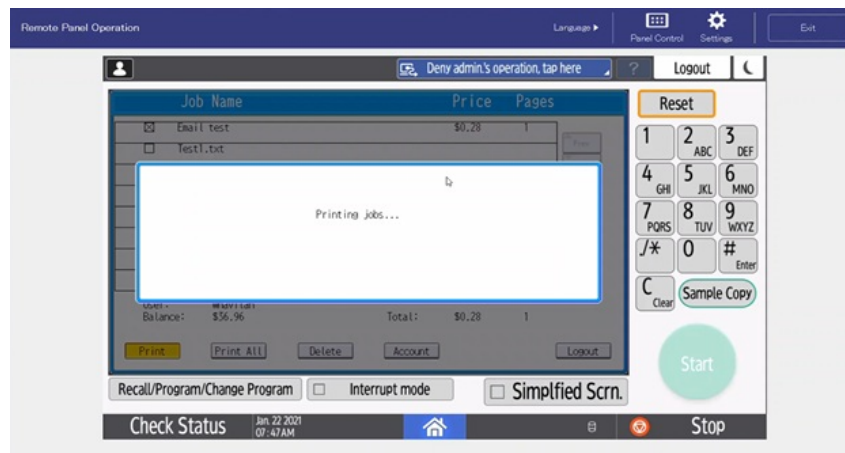 Remote Panel Operation
Language ▶
Panel Control
Settings
Exit
Deny admin.'s operation, tap here
?
Logout
Job Name Price Pages
☒ Email test $0.28 1
☐ Test1.txt
Printing jobs...
User:
Balance: $56.96 Total: $0.28 1
Print
Print All
Delete
Account
Logout
Reset
1
2 ABC
3 DEF
4 GHI
5 JKL
6 MNO
7 PQRS
8 TUV
9 WXYZ
./*
0
# Enter
C Clear
Sample Copy
Start
Recall/Program/Change Program
☐ Interrupt mode
☐ Simplfied Scrn.
Check Status
Jan. 22 2021
07:47AM
Stop